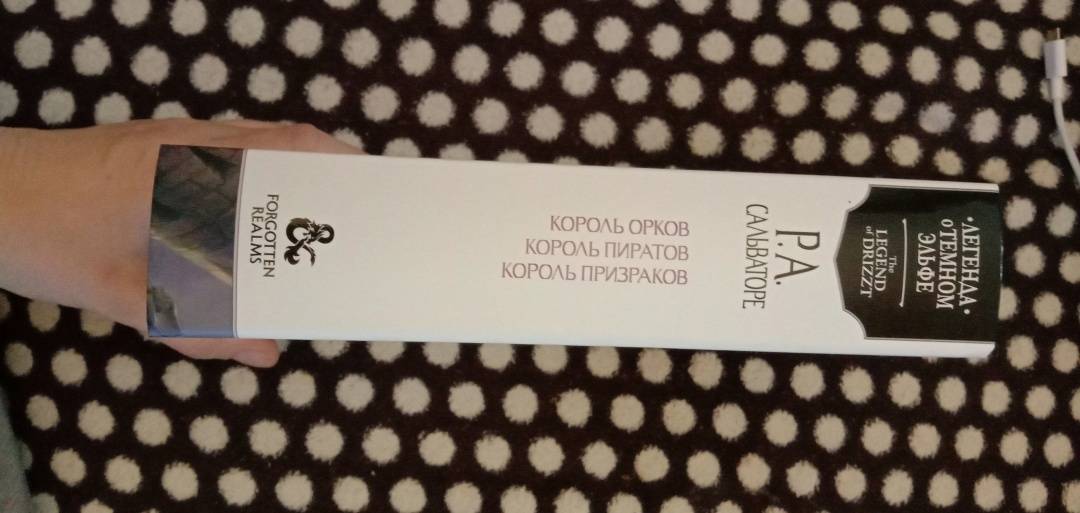 •ЛЕГЕНДА•
о ТЕМНОМ
ЭЛЬФЕ
The
LEGEND
of DRIZZT
Р.А.
САЛЬВАТОРЕ
КОРОЛЬ ОРКОВ
КОРОЛЬ ПИРАТОВ
КОРОЛЬ ПРИЗРАКОВ
FORGOTTEN
REALMS